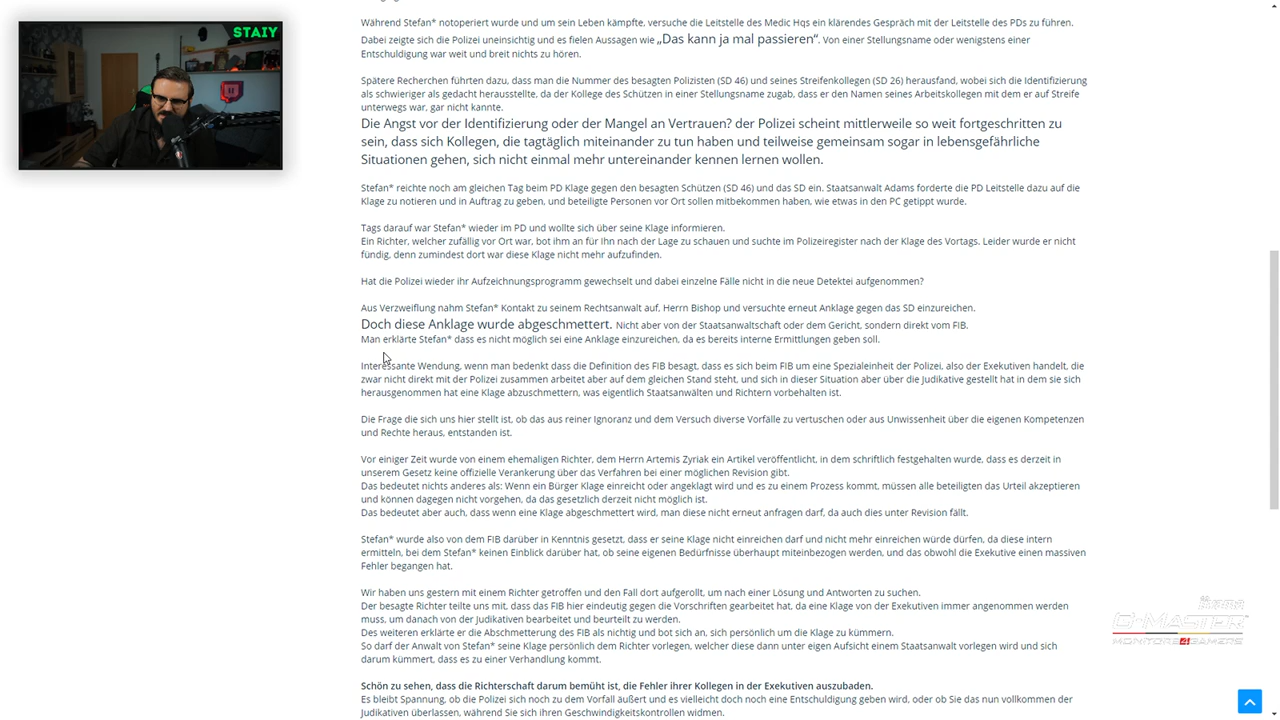 STAIY
Während Stefan* notoperiert wurde und um sein Leben kämpfte, versuche die Leitstelle des Medic Hqs ein klärendes Gespräch mit der Leitstelle des PDs zu führen.
Dabei zeigte sich die Polizei uneinsichtig und es fielen Aussagen wie „Das kann ja mal passieren“. Von einer Stellungsname oder wenigstens einer
Entschuldigung war weit und breit nichts zu hören.
Spätere Recherchen führten dazu, dass man die Nummer des besagten Polizisten (SD 46) und seines Streifenkollegen (SD 26) herausfand, wobei sich die Identifizierung
als schwieriger als gedacht herausstellte, da der Kollege des Schützen in einer Stellungsname zugab, dass er den Namen seines Arbeitskollegen mit dem er auf Streife
unterwegs war, gar nicht kannte.
Die Angst vor der Identifizierung oder der Mangel an Vertrauen? der Polizei scheint mittlerweile so weit fortgeschritten zu
sein, dass sich Kollegen, die tagtäglich miteinander zu tun haben und teilweise gemeinsam sogar in lebensgefährliche
Situationen gehen, sich nicht einmal mehr untereinander kennen lernen wollen.
Stefan* reichte noch am gleichen Tag beim PD Klage gegen den besagten Schützen (SD 46) und das SD ein. Staatsanwalt Adams forderte die PD Leitstelle dazu auf die
Klage zu notieren und in Auftrag zu geben, und beteiligte Personen vor Ort sollen mitbekommen haben, wie etwas in den PC getippt wurde.
Tags darauf war Stefan* wieder im PD und wollte sich über seine Klage informieren.
Ein Richter, welcher zufällig vor Ort war, bot ihm an für Ihn nach der Lage zu schauen und suchte im Polizeiregister nach der Klage des Vortags. Leider wurde er nicht
fündig, denn zumindest dort war diese Klage nicht mehr aufzufinden.
Hat die Polizei wieder ihr Aufzeichnungsprogramm gewechselt und dabei einzelne Fälle nicht in die neue Detektei aufgenommen?
Aus Verzweiflung nahm Stefan* Kontakt zu seinem Rechtsanwalt auf, Herrn Bishop und versuchte erneut Anklage gegen das SD einzureichen.
Doch diese Anklage wurde abgeschmettert. Nicht aber von der Staatsanwaltschaft oder dem Gericht, sondern direkt vom FIB.
Man erklärte Stefan* dass es nicht möglich sei eine Anklage einzureichen, da es bereits interne Ermittlungen geben soll.
Interessante Wendung, wenn man bedenkt dass die Definition des FIB besagt, dass es sich beim FIB um eine Spezialeinheit der Polizei, also der Exekutiven handelt, die
zwar nicht direkt mit der Polizei zusammen arbeitet aber auf dem gleichen Stand steht, und sich in dieser Situation aber über die Judikative gestellt hat in dem sie sich
herausgenommen hat eine Klage abzuschmettern, was eigentlich Staatsanwälten und Richtern vorbehalten ist.
Die Frage die sich uns hier stellt ist, ob das aus reiner Ignoranz und dem Versuch diverse Vorfälle zu vertuschen oder aus Unwissenheit über die eigenen Kompetenzen
und Rechte heraus, entstanden ist.
Vor einiger Zeit wurde von einem ehemaligen Richter, dem Herrn Artemis Zyriak ein Artikel veröffentlicht, in dem schriftlich festgehalten wurde, dass es derzeit in
unserem Gesetz keine offizielle Verankerung über das Verfahren bei einer möglichen Revision gibt.
Das bedeutet nichts anderes als: Wenn ein Bürger Klage einreicht oder angeklagt wird und es zu einem Prozess kommt, müssen alle beteiligten das Urteil akzeptieren
und können dagegen nicht vorgehen, da das gesetzlich derzeit nicht möglich ist.
Das bedeutet aber auch, dass wenn eine Klage abgeschmettert wird, man diese nicht erneut anfragen darf, da auch dies unter Revision fällt.
Stefan* wurde also von dem FIB darüber in Kenntnis gesetzt, dass er seine Klage nicht einreichen darf und nicht mehr einreichen würde dürfen, da diese intern
ermitteln, bei dem Stefan* keinen Einblick darüber hat, ob seine eigenen Bedürfnisse überhaupt miteinbezogen werden, und das obwohl die Exekutive einen massiven
Fehler begangen hat.
Wir haben uns gestern mit einem Richter getroffen und den Fall dort aufgerollt, um nach einer Lösung und Antworten zu suchen.
Der besagte Richter teilte uns mit, dass das FIB hier eindeutig gegen die Vorschriften gearbeitet hat, da eine Klage von der Exekutiven immer angenommen werden
muss, um danach von der Judikativen bearbeitet und beurteilt zu werden.
Des weiteren erklärte er die Abschmetterung des FIB als nichtig und bot sich an, sich persönlich um die Klage zu kümmern.
So darf der Anwalt von Stefan* seine Klage persönlich dem Richter vorlegen, welcher diese dann unter eigen Aufsicht einem Staatsanwalt vorlegen wird und sich
darum kümmert, dass es zu einer Verhandlung kommt.
Schön zu sehen, dass die Richterschaft darum bemüht ist, die Fehler ihrer Kollegen in der Exekutiven auszubaden.
Es bleibt Spannung, ob die Polizei sich noch zu dem Vorfall äußert und es vielleicht doch noch eine Entschuldigung geben wird, oder ob Sie das nun vollkommen der
Judikativen überlassen, während Sie sich ihren Geschwindigkeitskontrollen widmen.
MONITORS4GAMERS